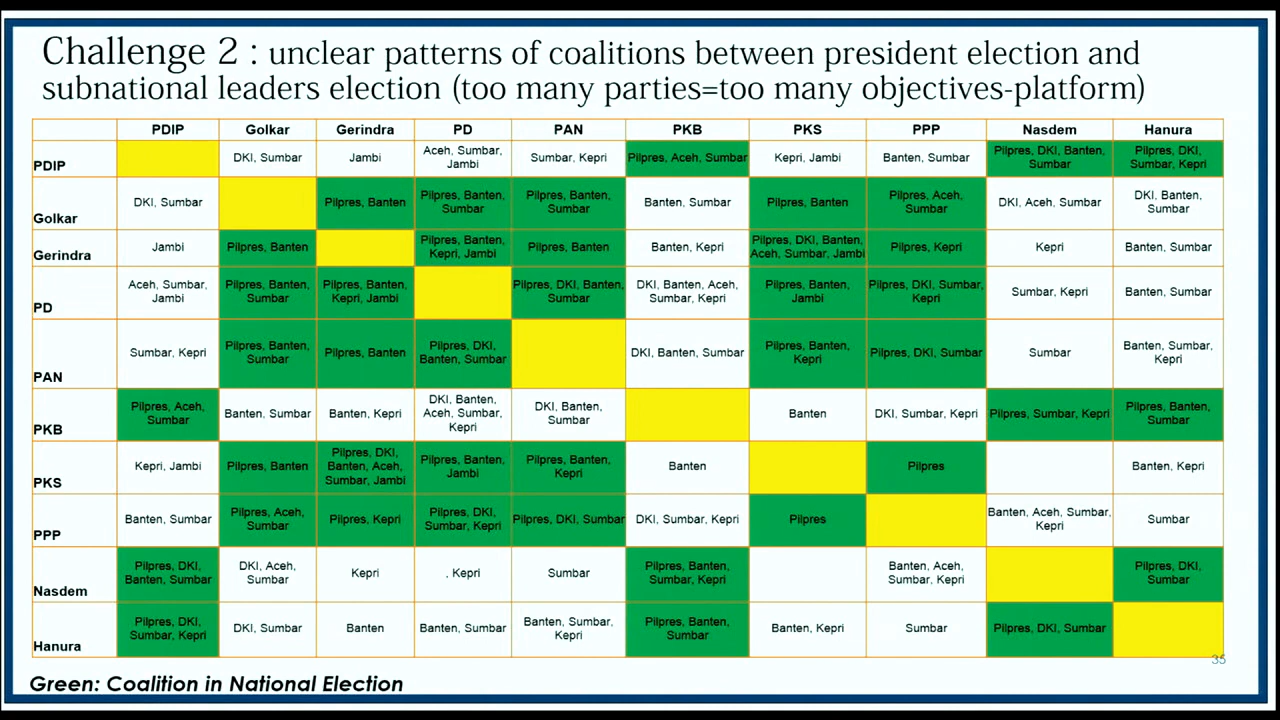 Challenge 2 : unclear patterns of coalitions between president election and
subnational leaders election (too many parties=too many objectives-platform)
PDIP Golkar Gerindra PD PAN PKB PKS PPP Nasdem Hanura
PDIP DKI, Sumbar Jambi Aceh, Sumbar, Jambi Sumbar, Kepri Pilpres, Aceh, Sumbar Kepri, Jambi Banten, Sumbar Pilpres, DKI, Banten, Sumbar Pilpres, DKI, Sumbar, Kepri
Golkar DKI, Sumbar Pilpres, Banten Pilpres, Banten, Sumbar Pilpres, Banten, Sumbar Banten, Sumbar Pilpres, Banten Pilpres, Aceh, Sumbar DKI, Aceh, Sumbar DKI, Banten, Sumbar
Gerindra Jambi Pilpres, Banten Pilpres, Banten, Kepri, Jambi Pilpres, Banten Banten, Kepri Pilpres, DKI, Banten, Aceh, Sumbar, Jambi Pilpres, Kepri Kepri Banten, Sumbar
PD Aceh, Sumbar, Jambi Pilpres, Banten, Sumbar Pilpres, Banten, Kepri, Jambi Pilpres, DKI, Banten, Sumbar DKI, Banten, Aceh, Sumbar, Kepri Pilpres, Banten, Jambi Pilpres, DKI, Sumbar, Kepri Sumbar, Kepri Banten, Sumbar
PAN Sumbar, Kepri Pilpres, Banten, Sumbar Pilpres, Banten Pilpres, DKI, Banten, Sumbar DKI, Banten, Sumbar Pilpres, Banten, Kepri Pilpres, DKI, Sumbar Sumbar Banten, Sumbar, Kepri
PKB Pilpres, Aceh, Sumbar Banten, Sumbar Banten, Kepri DKI, Banten, Aceh, Sumbar, Kepri DKI, Banten, Sumbar Banten DKI, Sumbar, Kepri Pilpres, Sumbar, Kepri Pilpres, Banten, Sumbar
PKS Kepri, Jambi Pilpres, Banten Pilpres, DKI, Banten, Aceh, Sumbar, Jambi Pilpres, Banten, Jambi Pilpres, Banten, Kepri Banten Pilpres Banten, Kepri
PPP Banten, Sumbar Pilpres, Aceh, Sumbar Pilpres, Kepri Pilpres, DKI, Sumbar, Kepri Pilpres, DKI, Sumbar DKI, Sumbar, Kepri Pilpres Banten, Aceh, Sumbar, Kepri Sumbar
Nasdem Pilpres, DKI, Banten, Sumbar DKI, Aceh, Sumbar Kepri , Kepri Sumbar Pilpres, Banten, Sumbar, Kepri Banten, Aceh, Sumbar, Kepri Pilpres, DKI, Sumbar
Hanura Pilpres, DKI, Sumbar, Kepri DKI, Sumbar Banten Banten, Sumbar Banten, Sumbar, Kepri Pilpres, Banten, Sumbar Banten, Kepri Sumbar Pilpres, DKI, Sumbar
35
Green: Coalition in National Election